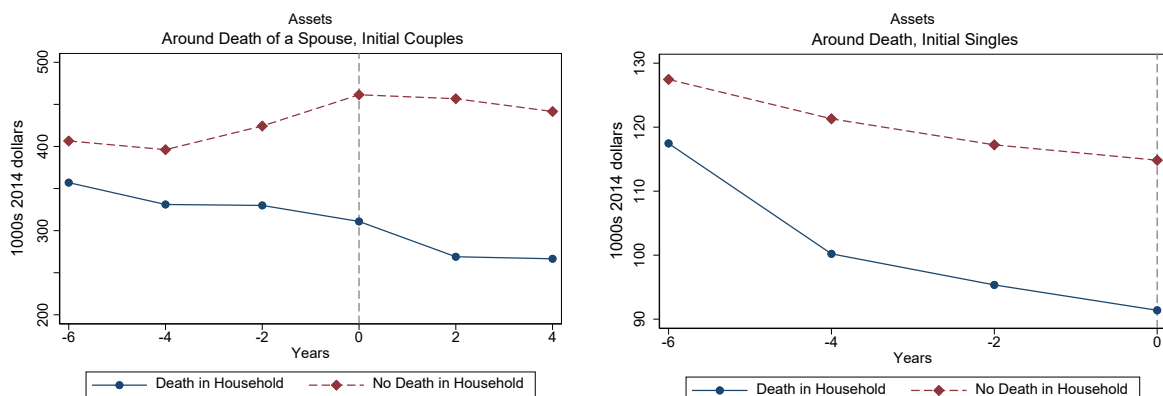 Assets
Around Death of a Spouse, Initial Couples
1000s 2014 dollars
500
400
300
200
-6 -4 -2 0 2 4
Years
Death in Household No Death in Household
Assets
Around Death, Initial Singles
1000s 2014 dollars
130
120
110
100
90
-6 -4 -2 0
Years
Death in Household No Death in Household